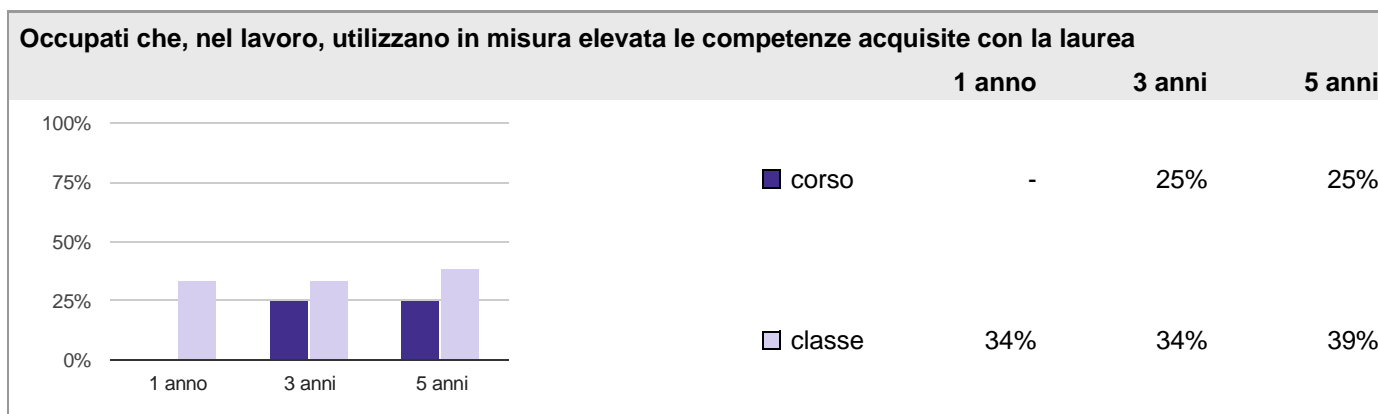 Occupati che, nel lavoro, utilizzano in misura elevata le competenze acquisite con la laurea
1 anno 3 anni 5 anni
100%
75%
50%
25%
0%
1 anno 3 anni 5 anni
corso - 25% 25%
classe 34% 34% 39%